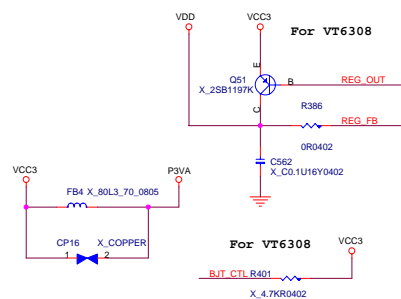 VDD VCC3 For VT6308
E
Q51 B REG_OUT
X_2SB1197K
C
R386
REG_FB
0R0402
C562
X_C0.1U16Y0402
VCC3 P3VA
FB4 X_80L3_70_0805
CP16 X_COPPER
1 2
For VT6308
VCC3
BJT_CTL R401
X_4.7KR0402